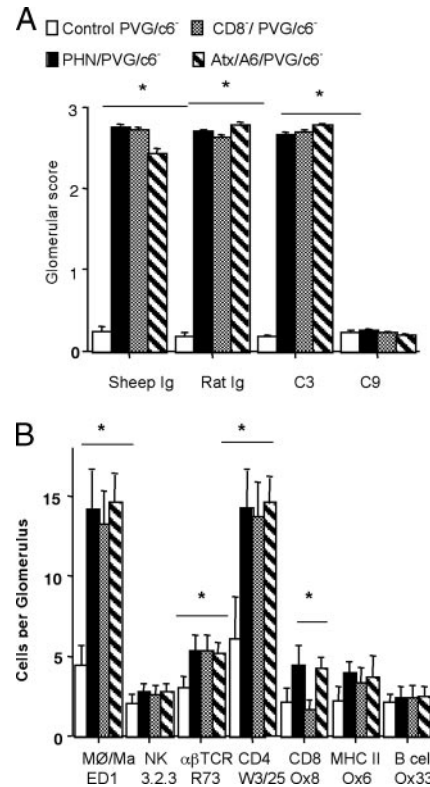 A
Control PVG/c6⁻ CD8⁻/ PVG/c6⁻
PHN/PVG/c6⁻ Atx/A6/PVG/c6⁻
* * *
Glomerular score
3
2
1
0
Sheep Ig Rat Ig C3 C9
B
* * * *
Cells per Glomerulus
15
10
5
0
MØ/Ma NK αβTCR CD4 CD8 MHC II B cel
ED1 3.2.3 R73 W3/25 Ox8 Ox6 Ox33